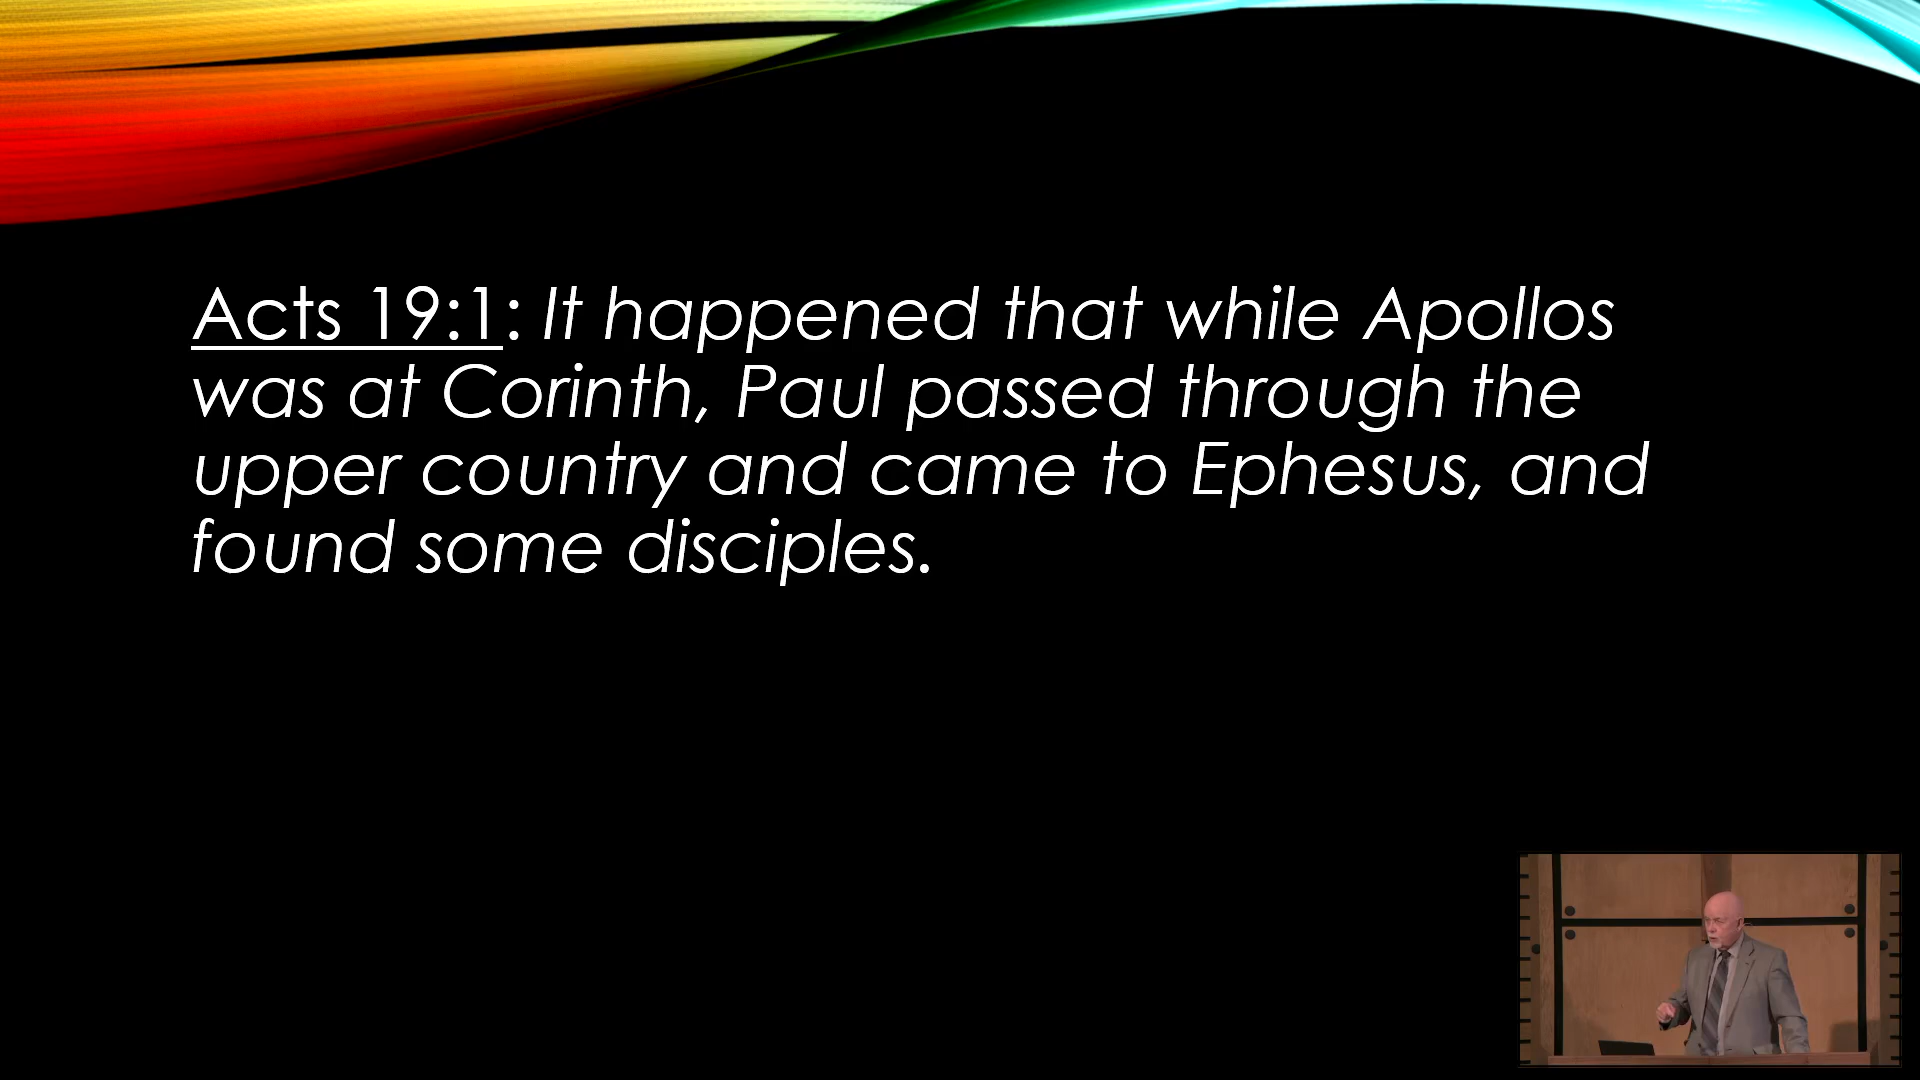 Acts 19:1: It happened that while Apollos
was at Corinth, Paul passed through the
upper country and came to Ephesus, and
found some disciples.